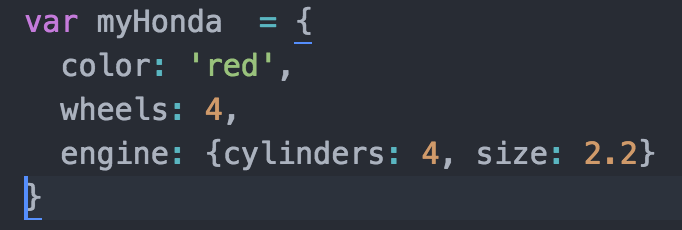 var myHonda  = {
  color: 'red',
  wheels: 4,
  engine: {cylinders: 4, size: 2.2}
}